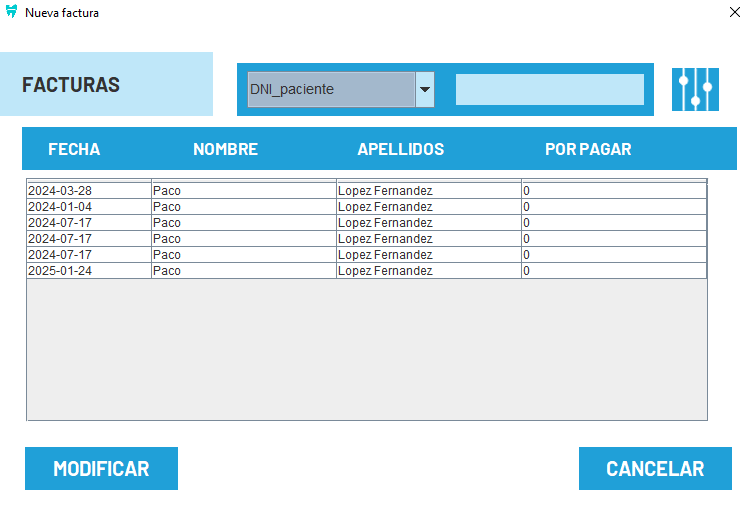 Nueva factura
FACTURAS
DNI_paciente
FECHA NOMBRE APELLIDOS POR PAGAR
2024-03-28 Paco Lopez Fernandez 0
2024-01-04 Paco Lopez Fernandez 0
2024-07-17 Paco Lopez Fernandez 0
2024-07-17 Paco Lopez Fernandez 0
2024-07-17 Paco Lopez Fernandez 0
2025-01-24 Paco Lopez Fernandez 0
MODIFICAR CANCELAR